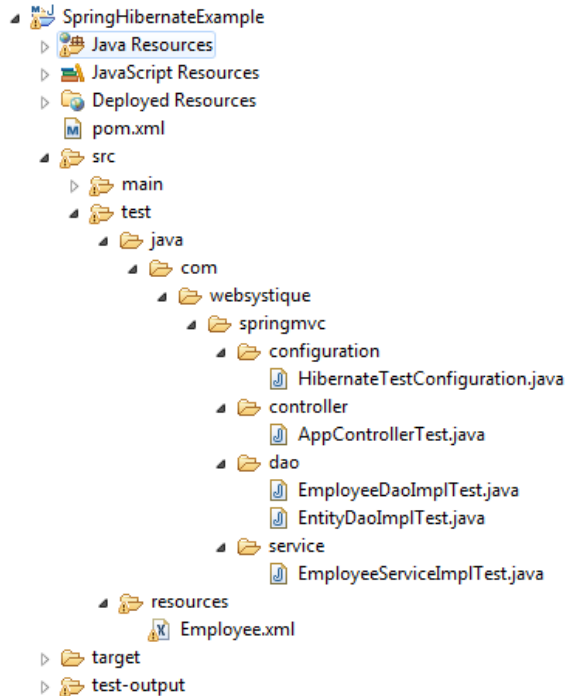 SpringHibernateExample
Java Resources
JavaScript Resources
Deployed Resources
pom.xml
src
main
test
java
com
websystique
springmvc
configuration
HibernateTestConfiguration.java
controller
AppControllerTest.java
dao
EmployeeDaoImplTest.java
EntityDaoImplTest.java
service
EmployeeServiceImplTest.java
resources
Employee.xml
target
test-output